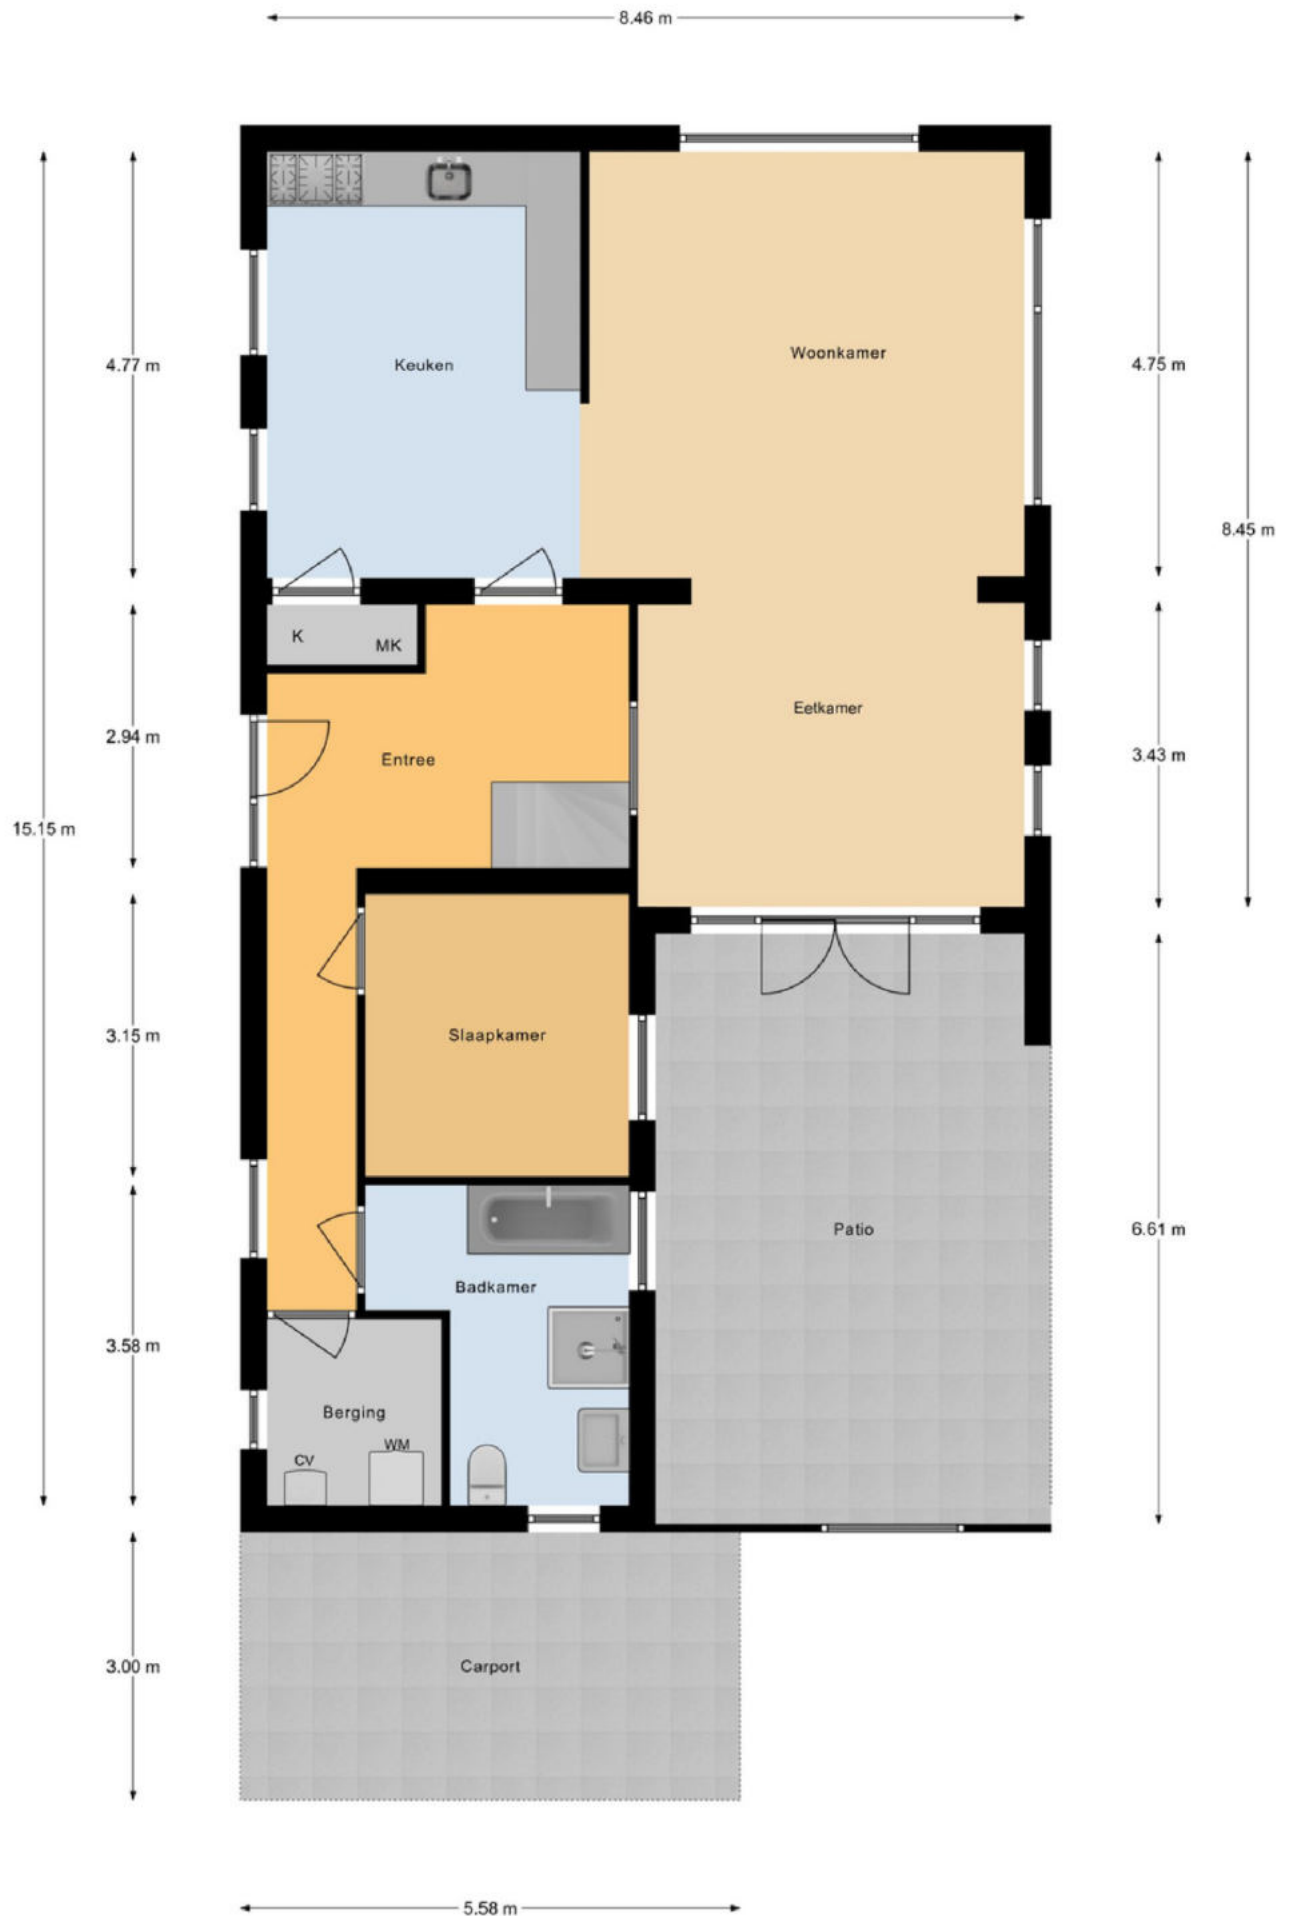 8.46 m
Keuken
Woonkamer
4.77 m
4.75 m
8.45 m
K
MK
Eetkamer
2.94 m
Entree
3.43 m
15.15 m
3.15 m
Slaapkamer
Patio
6.61 m
Badkamer
3.58 m
Berging
WM
CV
3.00 m
Carport
5.58 m